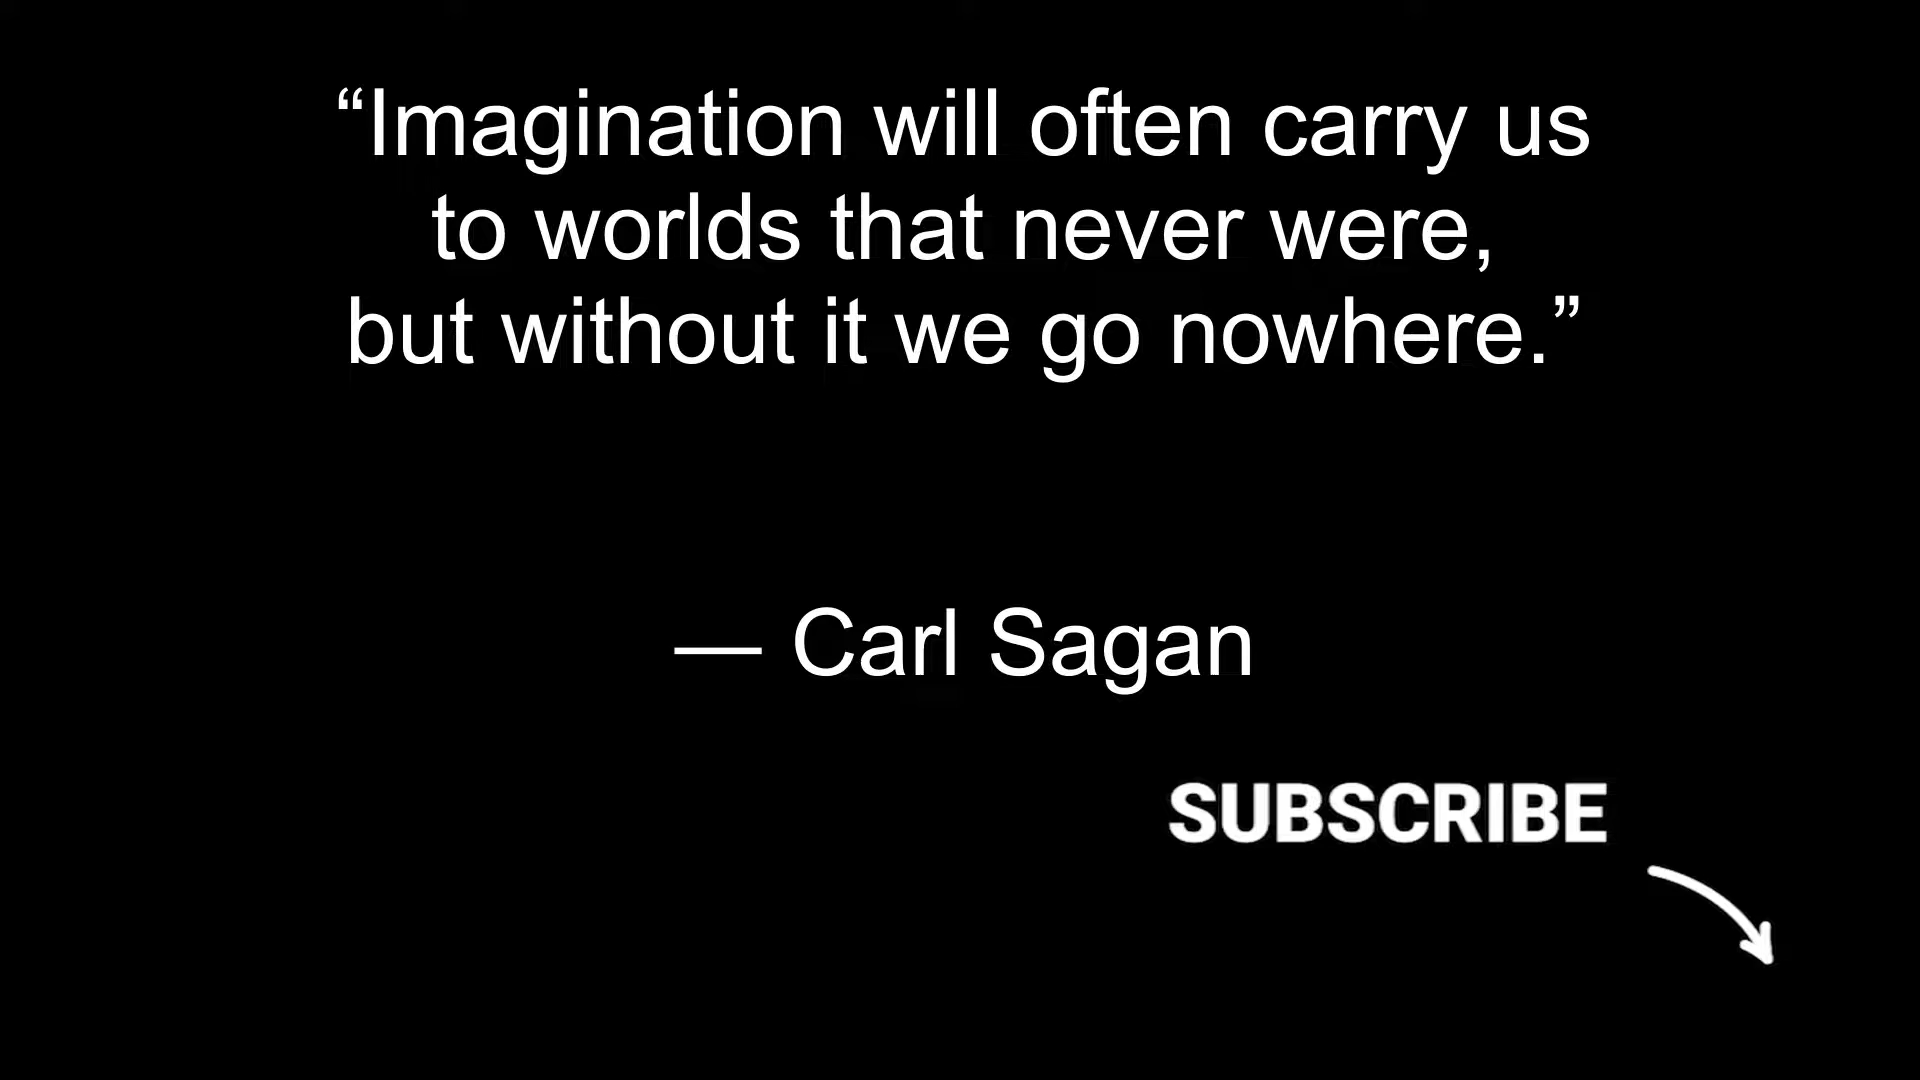 “Imagination will often carry us
to worlds that never were,
but without it we go nowhere.”
— Carl Sagan
SUBSCRIBE